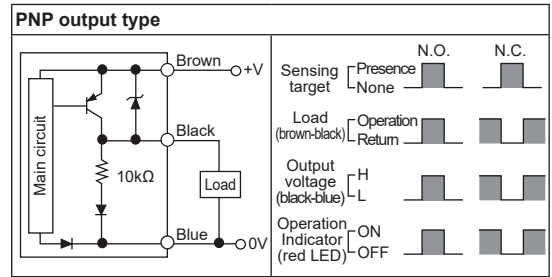 PNP output type
Brown
+V
Main circuit
Black
10kΩ
Load
Blue
0V
N.O. N.C.
Sensing target Presence None
Load (brown-black) Operation Return
Output voltage (black-blue) H L
Operation Indicator (red LED) ON OFF